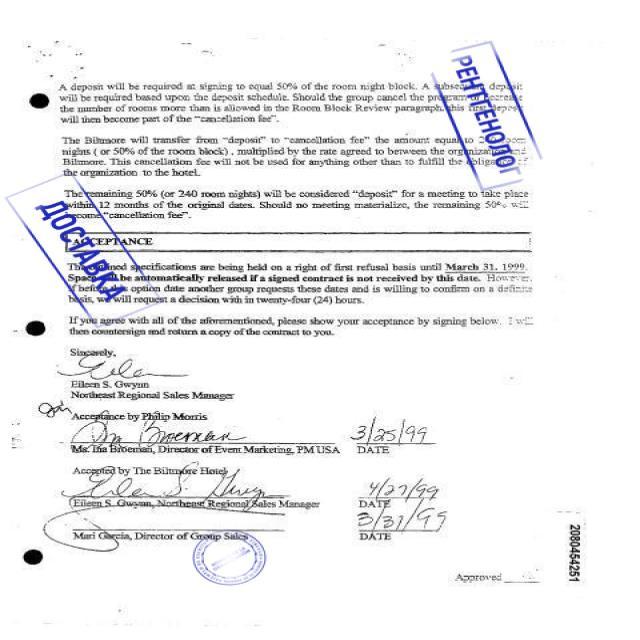 A deposit will be required at signing to equal 50% of the room night block. A subsequent deposit
will be required based upon the deposit schedule. Should the group cancel the program or decrease
the number of rooms more than is allowed in the Room Block Review paragraph, this first deposit
will then become part of the "cancellation fee".
The Biltmore will transfer from "deposit" to "cancellation fee" the amount equal to
nights ( or 50% of the room block) , multiplied by the rate agreed to between the organization and
Biltmore. This cancellation fee will not be used for anything other than to fulfill the obligation of
the organization to the hotel.
The remaining 50% (or 240 room nights) will be considered "deposit" for a meeting to take place
within 12 months of the original dates. Should no meeting materialize, the remaining 50% will
become "cancellation fee".
РЕНТГЕНОЛОГ
ДОСТАВКА
ACCEPTANCE
specifications are being held on a right of first refusal basis until March 31, 1999.
Space will be automatically released if a signed contract is not received by this date. However,
if before this option date another group requests these dates and is willing to confirm on a definite
basis, we will request a decision with in twenty-four (24) hours.
If you agree with all of the aforementioned, please show your acceptance by signing below. I will
then countersign and return a copy of the contract to you.
Sincerely,
Eileen
Eileen S. Gwynn
Northeast Regional Sales Manager
Acceptance by Philip Morris
Ina Broeman 3/25/99
Ms. Ina Broeman, Director of Event Marketing, PM USA DATE
Accepted by The Biltmore Hotel
Eileen S. Gwynn 4/27/99
Eileen S. Gwynn, Northeast Regional Sales Manager DATE
3/31/99
Mari Garcia, Director of Group Sales DATE
2080454251
Approved